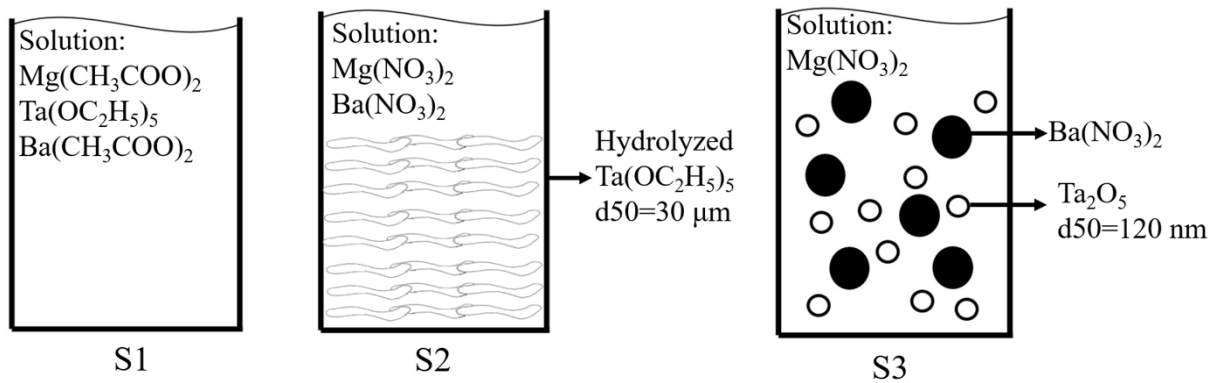 Solution:
Mg(CH₃COO)₂
Ta(OC₂H₅)₅
Ba(CH₃COO)₂
S1
Solution:
Mg(NO₃)₂
Ba(NO₃)₂
Hydrolyzed
Ta(OC₂H₅)₅
d50=30 μm
S2
Solution:
Mg(NO₃)₂
Ba(NO₃)₂
Ta₂O₅
d50=120 nm
S3